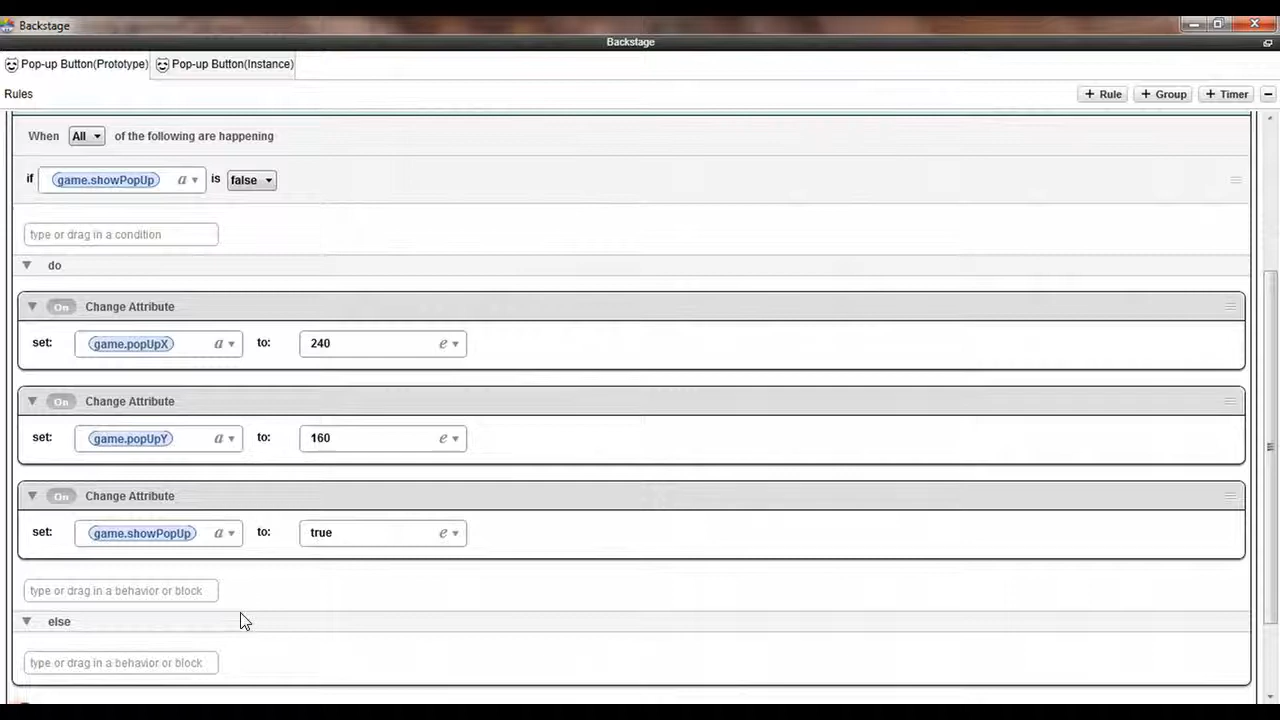 Backstage
Backstage
Pop-up Button(Prototype) Pop-up Button(Instance)
Rules + Rule + Group + Timer
When All of the following are happening
if game.showPopUp a is false
type or drag in a condition
do
On Change Attribute
set: game.popUpX a to: 240 e
On Change Attribute
set: game.popUpY a to: 160 e
On Change Attribute
set: game.showPopUp a to: true e
type or drag in a behavior or block
else
type or drag in a behavior or block